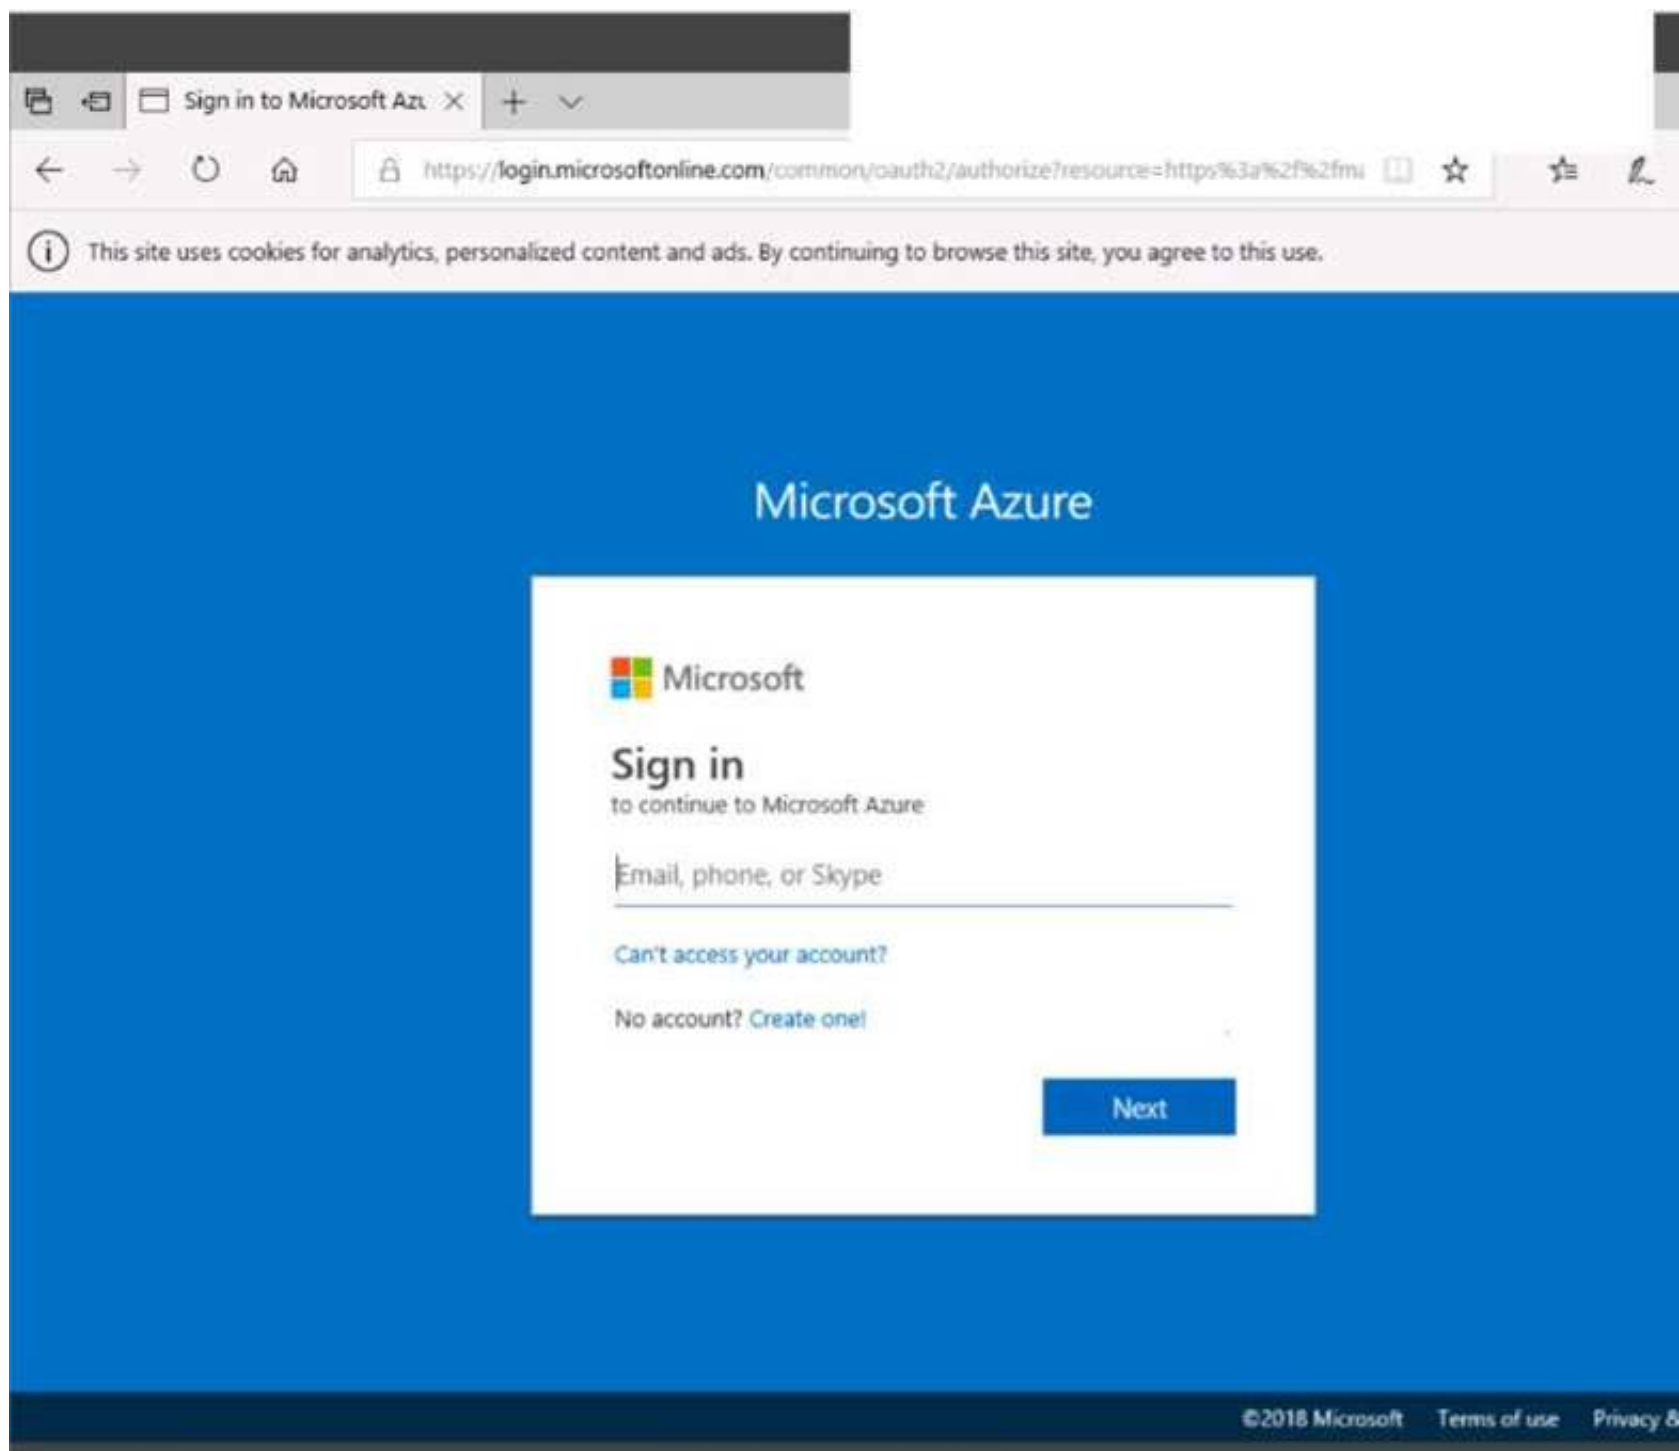 Sign in to Microsoft Azu
https://login.microsoftonline.com/common/oauth2/authorize?resource=https%3a%2f%2fma
This site uses cookies for analytics, personalized content and ads. By continuing to browse this site, you agree to this use.
Microsoft Azure
Microsoft
Sign in
to continue to Microsoft Azure
Email, phone, or Skype
Can't access your account?
No account? Create one!
Next
©2018 Microsoft Terms of use Privacy &